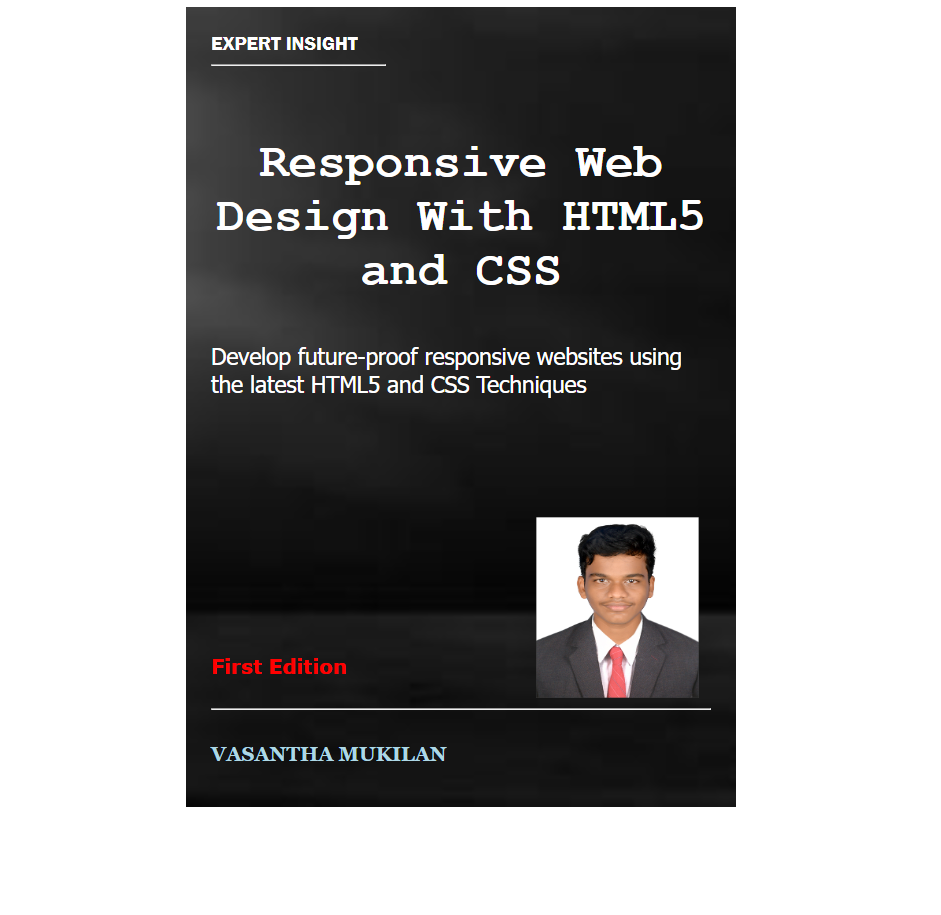 EXPERT INSIGHT
Responsive Web
Design With HTML5
and CSS
Develop future-proof responsive websites using
the latest HTML5 and CSS Techniques
First Edition
VASANTHA MUKILAN